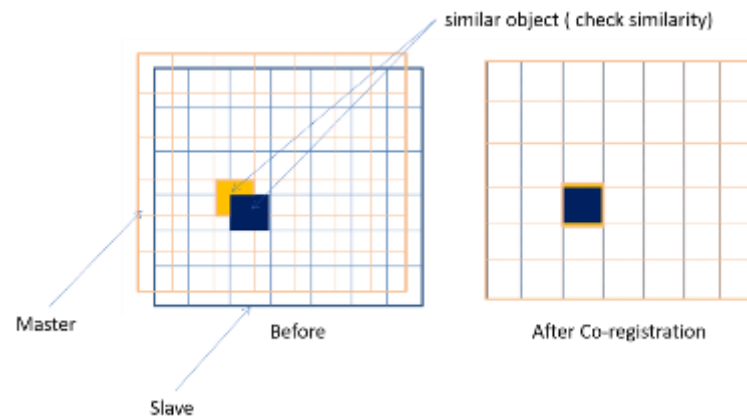 similar object ( check similarity)
Master
Before
After Co-registration
Slave